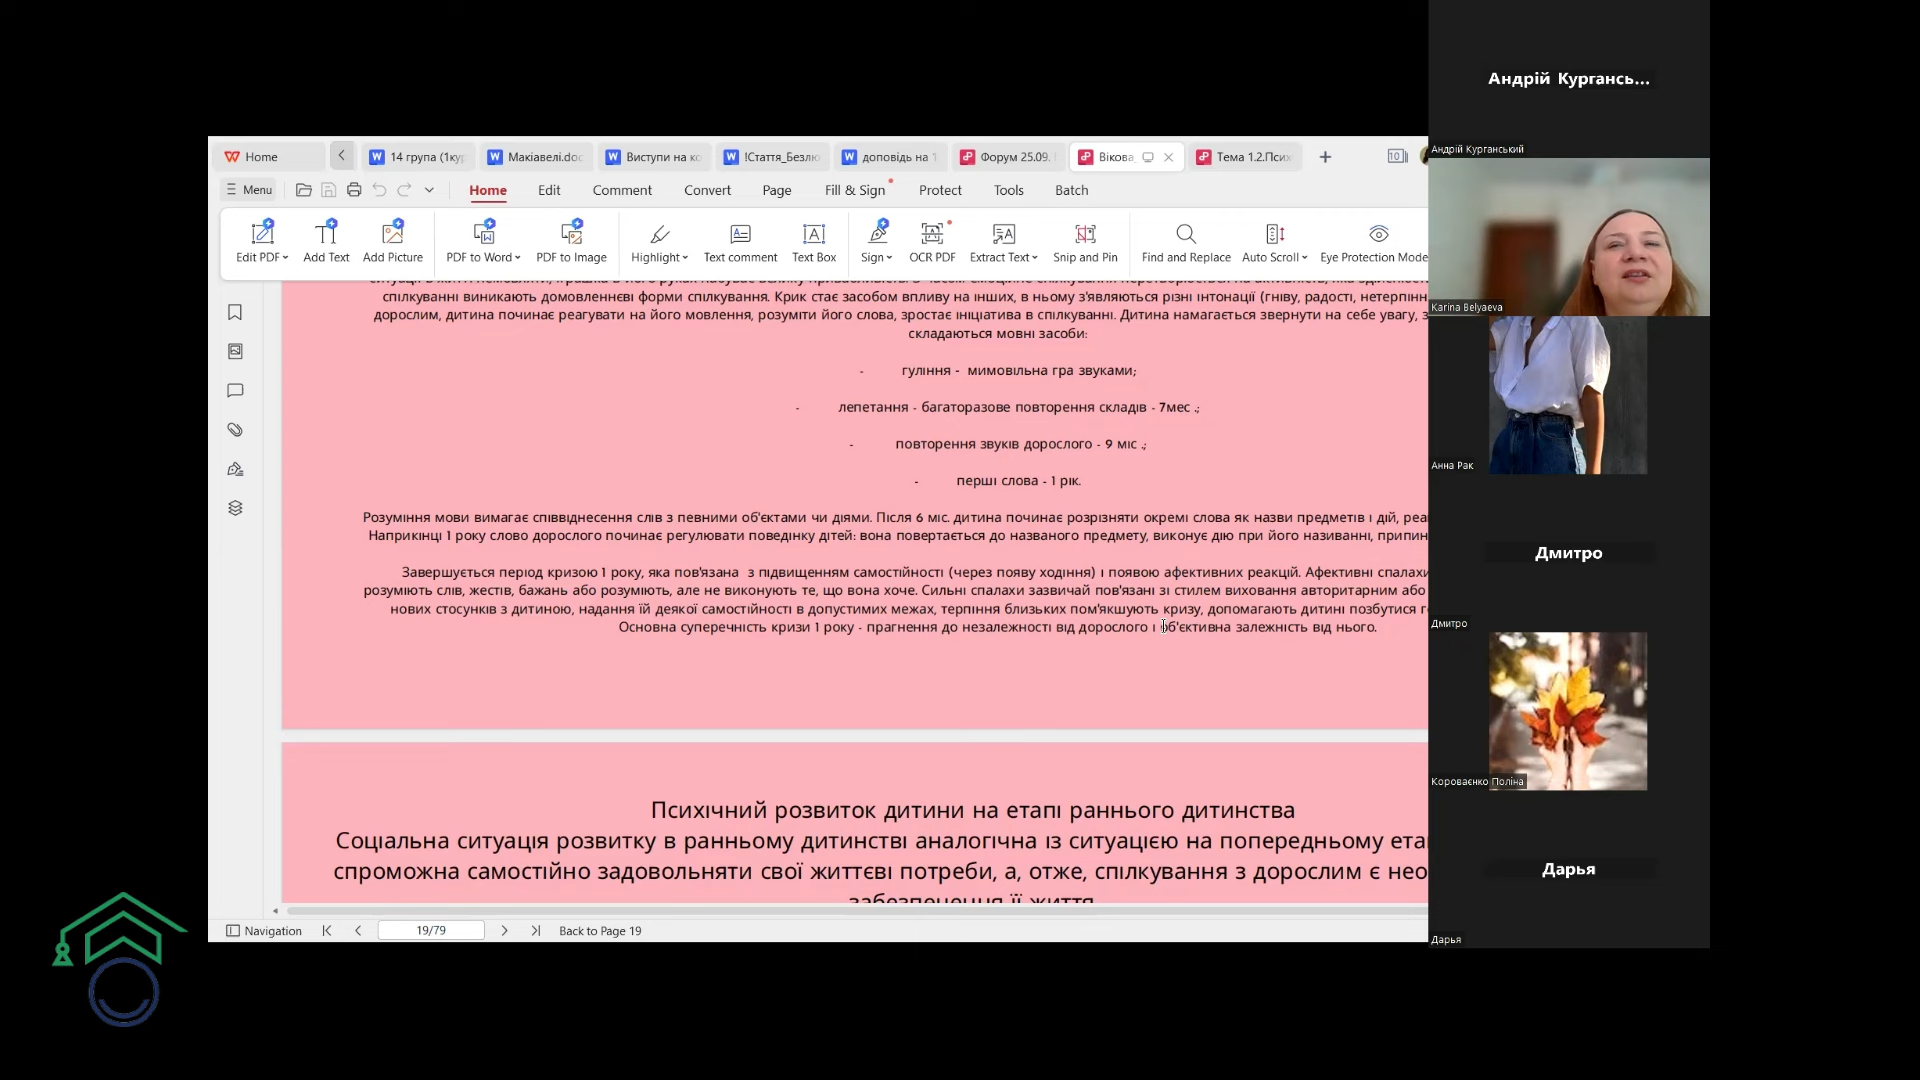 Андрій Кургансь...
Андрій Курганський
Home
14 група (1кур
Макіавелі.doc
Виступи на ко
!Стаття_Безлю
доповідь на 1
Форум 25.09.
Вікова
Тема 1.2.Псих
Menu
Home Edit Comment Convert Page Fill & Sign Protect Tools Batch
Edit PDF Add Text Add Picture PDF to Word PDF to Image Highlight Text comment Text Box Sign OCR PDF Extract Text Snip and Pin Find and Replace Auto Scroll Eye Protection Mode
Karina Belyaeva
спілкуванні виникають домовленнєві форми спілкування. Крик стає засобом впливу на інших, в ньому з'являються різні інтонації (гніву, радості, нетерпін
дорослим, дитина починає реагувати на його мовлення, розуміти його слова, зростає ініціатива в спілкуванні. Дитина намагається звернути на себе увагу, з
складаються мовні засоби:
- гуління - мимовільна гра звуками;
- лепетання - багаторазове повторення складів - 7мес .;
- повторення звуків дорослого - 9 міс .;
- перші слова - 1 рік.
Розуміння мови вимагає співвіднесення слів з певними об'єктами чи діями. Після 6 міс. дитина починає розрізняти окремі слова як назви предметів і дій, реа
Наприкінці 1 року слово дорослого починає регулювати поведінку дітей: вона повертається до названого предмету, виконує дію при його називанні, припин
Завершується період кризою 1 року, яка пов'язана з підвищенням самостійності (через появу ходіння) і появою афективних реакцій. Афективні спалахи
розуміють слів, жестів, бажань або розуміють, але не виконують те, що вона хоче. Сильні спалахи зазвичай пов'язані зі стилем виховання авторитарним або
нових стосунків з дитиною, надання їй деякої самостійності в допустимих межах, терпіння близьких пом'якшують кризу, допомагають дитині позбутися г
Основна суперечність кризи 1 року - прагнення до незалежності від дорослого і об'єктивна залежність від нього.
Анна Рак
Дмитро
Дмитро
Короваєнко Поліна
Психічний розвиток дитини на етапі раннього дитинства
Соціальна ситуація розвитку в ранньому дитинстві аналогічна із ситуацією на попередньому ета
спроможна самостійно задовольняти свої життєві потреби, а, отже, спілкування з дорослим є нео
забезпечення її життя
Дарья
Дарья
Navigation
19/79
Back to Page 19